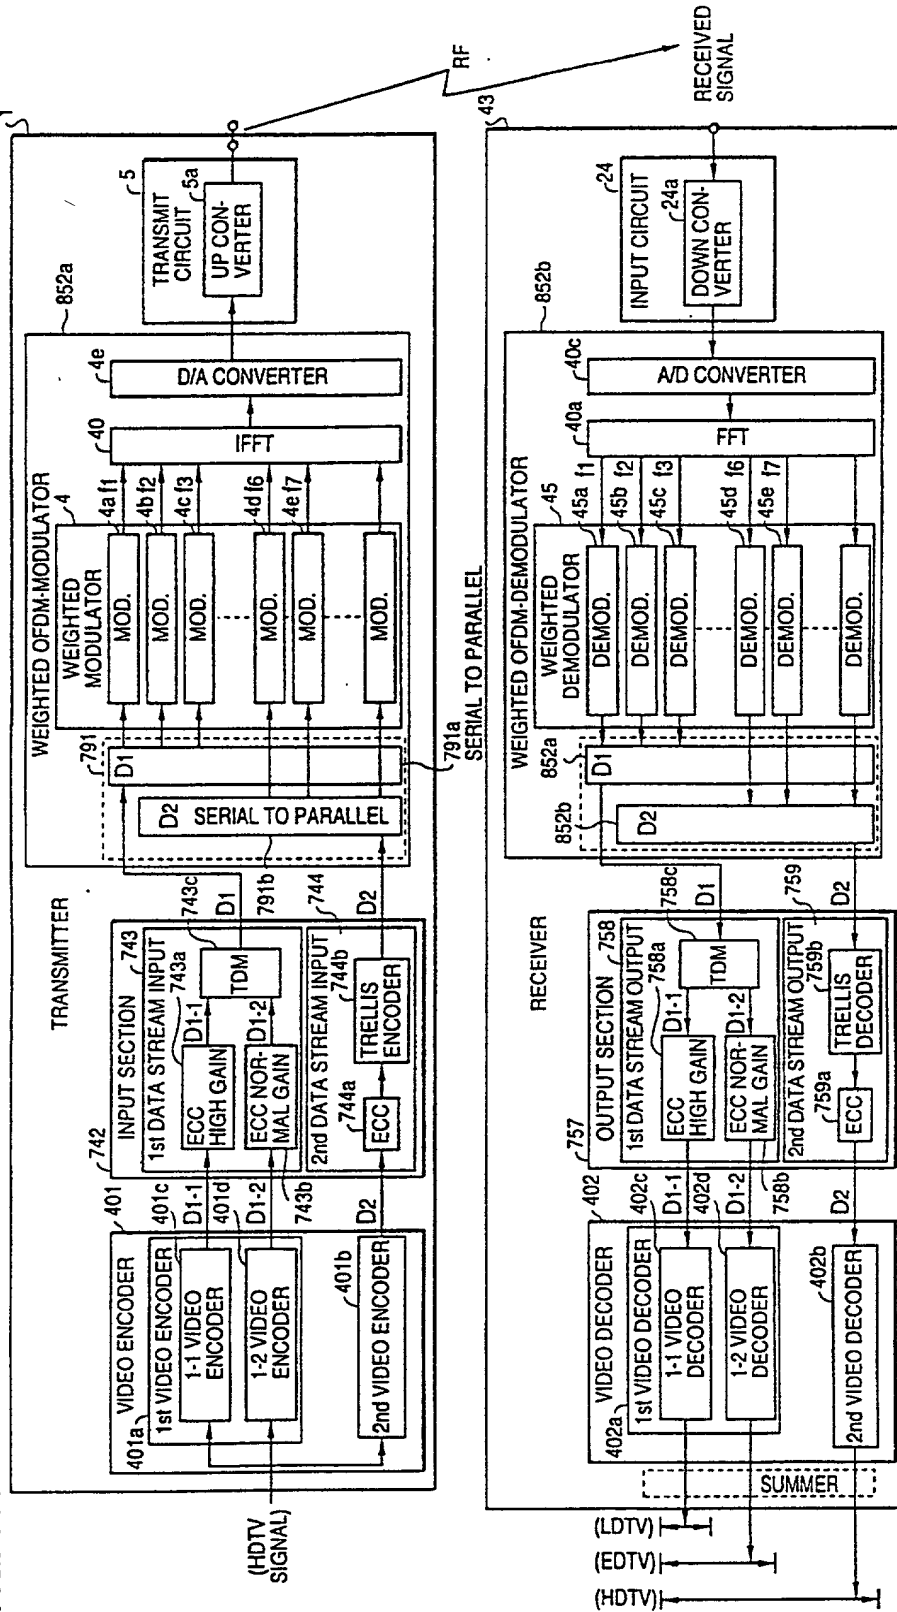 1
TRANSMITTER
(HDTV
SIGNAL)
401
VIDEO ENCODER
401a
1st VIDEO ENCODER
401c
1-1 VIDEO
ENCODER
401d
1-2 VIDEO
ENCODER
401b
2nd VIDEO ENCODER
D1-1
D1-2
D2
742
INPUT SECTION
743
1st DATA STREAM INPUT
743a
ECC
HIGH GAIN
D1-1
743b
ECC NOR-
MAL GAIN
D1-2
743c
TDM
D1
744
2nd DATA STREAM INPUT
744a
ECC
744b
TRELLIS
ENCODER
D2
852a
WEIGHTED OFDM-MODULATOR
791
D1
791a
SERIAL TO PARALLEL
791b
D2 SERIAL TO PARALLEL
4
WEIGHTED
MODULATOR
MOD.
MOD.
MOD.
MOD.
MOD.
MOD.
4a f1
4b f2
4c f3
4d f6
4e f7
40
IFFT
4e
D/A CONVERTER
5
TRANSMIT
CIRCUIT
5a
UP CON-
VERTER
RF
RECEIVED
SIGNAL
43
RECEIVER
24
INPUT CIRCUIT
24a
DOWN CON-
VERTER
852b
WEIGHTED OFDM-DEMODULATOR
40c
A/D CONVERTER
40a
FFT
45
WEIGHTED
DEMODULATOR
45a f1
45b f2
45c f3
45d f6
45e f7
DEMOD.
DEMOD.
DEMOD.
DEMOD.
DEMOD.
DEMOD.
852a
D1
852b
D2
D1
D2
757
OUTPUT SECTION
758
1st DATA STREAM OUTPUT
758a
ECC
HIGH GAIN
D1-1
758b
ECC NOR-
MAL GAIN
D1-2
758c
TDM
759
2nd DATA STREAM OUTPUT
759a
ECC
759b
TRELLIS
DECODER
D1-1
D1-2
D2
402
VIDEO DECODER
402a
1st VIDEO DECODER
402c
1-1 VIDEO
DECODER
402d
1-2 VIDEO
DECODER
402b
2nd VIDEO DECODER
SUMMER
(LDTV)
(EDTV)
(HDTV)